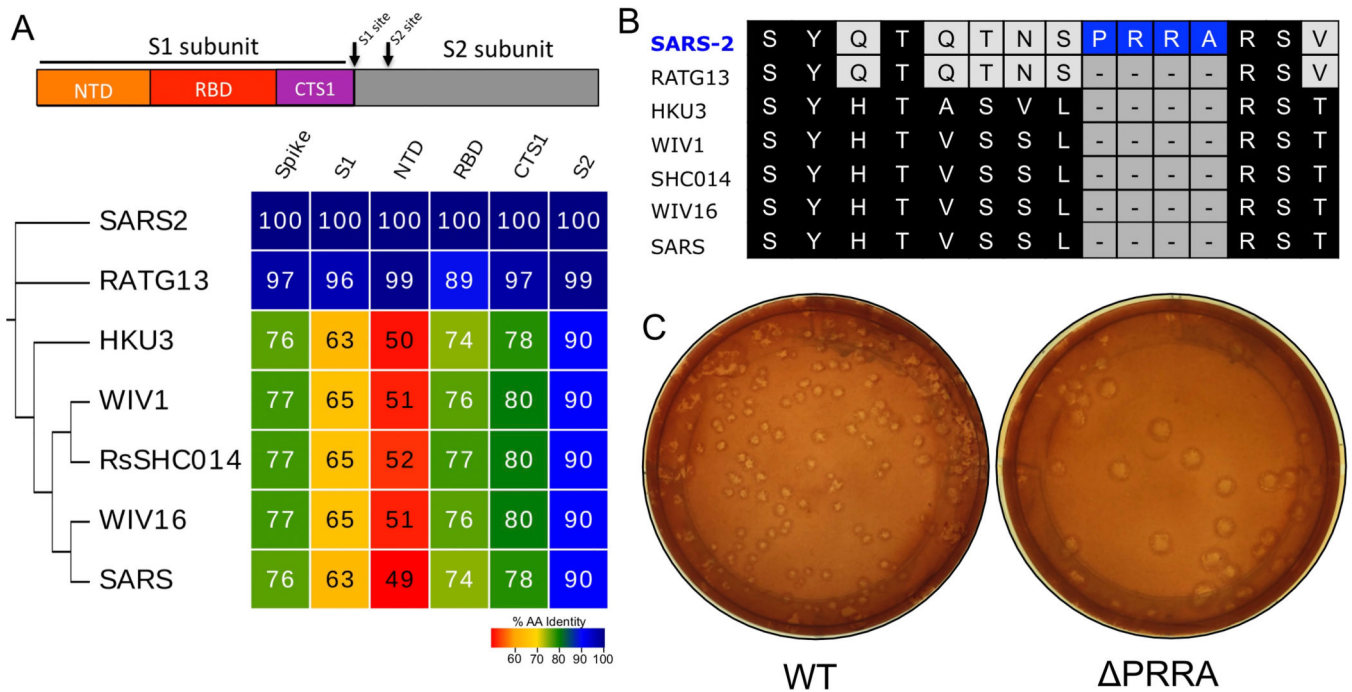 A
S1 subunit
S1 site
S2 site
S2 subunit
NTD
RBD
CTS1
Spike
S1
NTD
RBD
CTS1
S2
SARS2 100 100 100 100 100 100
RATG13 97 96 99 89 97 99
HKU3 76 63 50 74 78 90
WIV1 77 65 51 76 80 90
RsSHC014 77 65 52 77 80 90
WIV16 77 65 51 76 80 90
SARS 76 63 49 74 78 90
% AA Identity
60 70 80 90 100
B
SARS-2 S Y Q T Q T N S P R R A R S V
RATG13 S Y Q T Q T N S - - - - R S V
HKU3 S Y H T A S V L - - - - R S T
WIV1 S Y H T V S S L - - - - R S T
SHC014 S Y H T V S S L - - - - R S T
WIV16 S Y H T V S S L - - - - R S T
SARS S Y H T V S S L - - - - R S T
C
WT
ΔPRRA